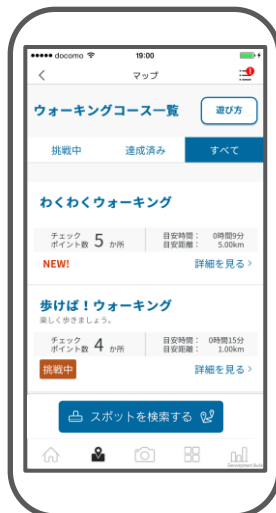 docomo 19:00
マップ
ウォーキングコース一覧 遊び方
挑戦中 達成済み すべて
わくわくウォーキング
チェックポイント数 5 か所 目安時間： 0時間9分
目安距離： 5.00km
NEW! 詳細を見る >
歩けば！ウォーキング
楽しく歩きましょう。
チェックポイント数 4 か所 目安時間： 0時間15分
目安距離： 1.00km
挑戦中 詳細を見る >
スポットを検索する
Development Build